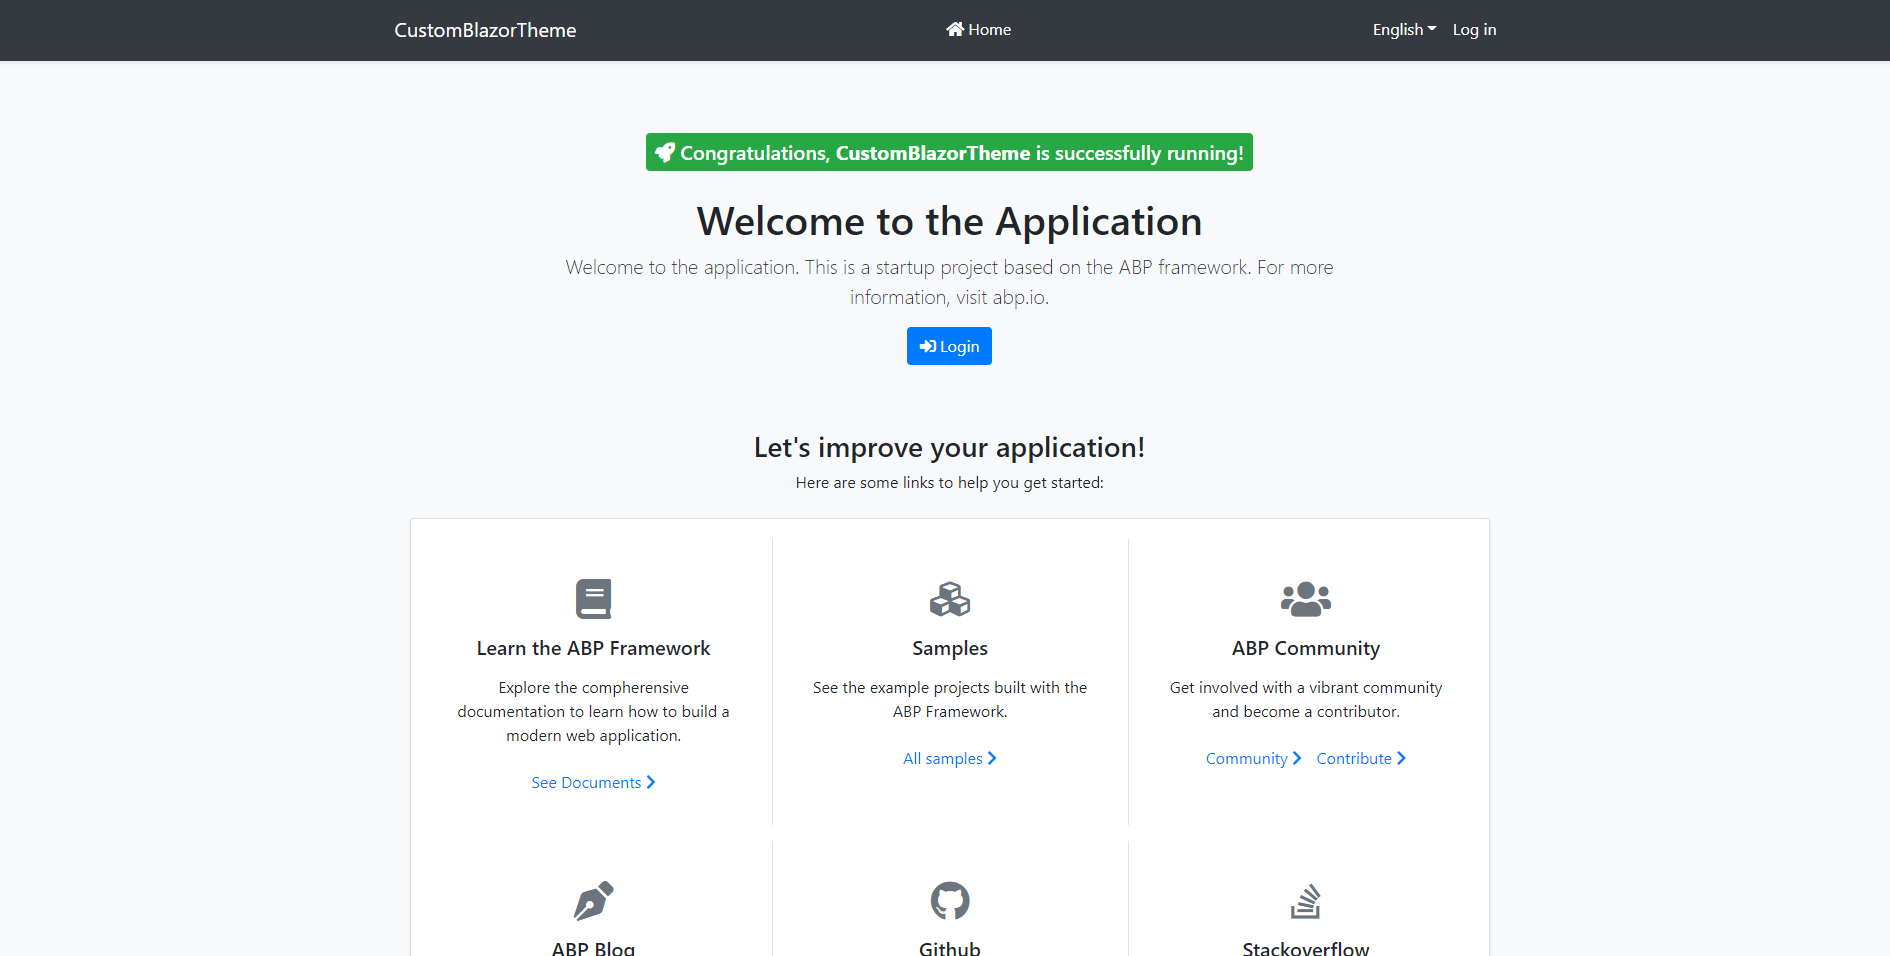 CustomBlazorTheme
Home
English
Log in
Congratulations, CustomBlazorTheme is successfully running!
Welcome to the Application
Welcome to the application. This is a startup project based on the ABP framework. For more
information, visit abp.io.
Login
Let's improve your application!
Here are some links to help you get started:
Learn the ABP Framework
Explore the compherensive
documentation to learn how to build a
modern web application.
See Documents
Samples
See the example projects built with the
ABP Framework.
All samples
ABP Community
Get involved with a vibrant community
and become a contributor.
Community
Contribute
ABP Blog
Github
Stackoverflow